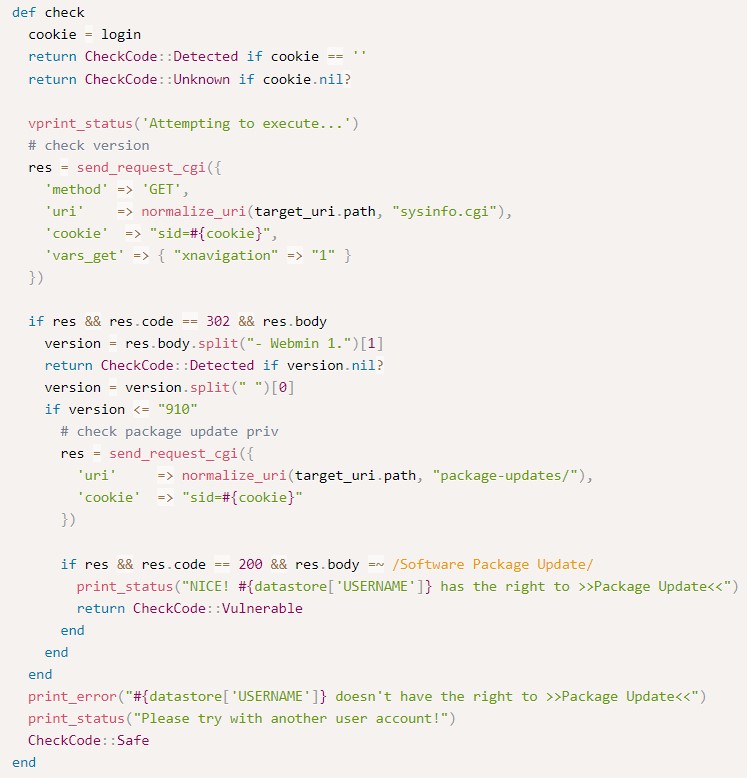 def check
  cookie = login
  return CheckCode::Detected if cookie == ''
  return CheckCode::Unknown if cookie.nil?

  vprint_status('Attempting to execute...')
  # check version
  res = send_request_cgi({
    'method' => 'GET',
    'uri'    => normalize_uri(target_uri.path, "sysinfo.cgi"),
    'cookie'  => "sid=#{cookie}",
    'vars_get' => { "xnavigation" => "1" }
  })

  if res && res.code == 302 && res.body
    version = res.body.split("- Webmin 1.")[1]
    return CheckCode::Detected if version.nil?
    version = version.split(" ")[0]
    if version <= "910"
      # check package update priv
      res = send_request_cgi({
        'uri'     => normalize_uri(target_uri.path, "package-updates/"),
        'cookie'  => "sid=#{cookie}"
      })

      if res && res.code == 200 && res.body =~ /Software Package Update/
        print_status("NICE! #{datastore['USERNAME']} has the right to >>Package Update<<")
        return CheckCode::Vulnerable
      end
    end
  end
  print_error("#{datastore['USERNAME']} doesn't have the right to >>Package Update<<")
  print_status("Please try with another user account!")
  CheckCode::Safe
end